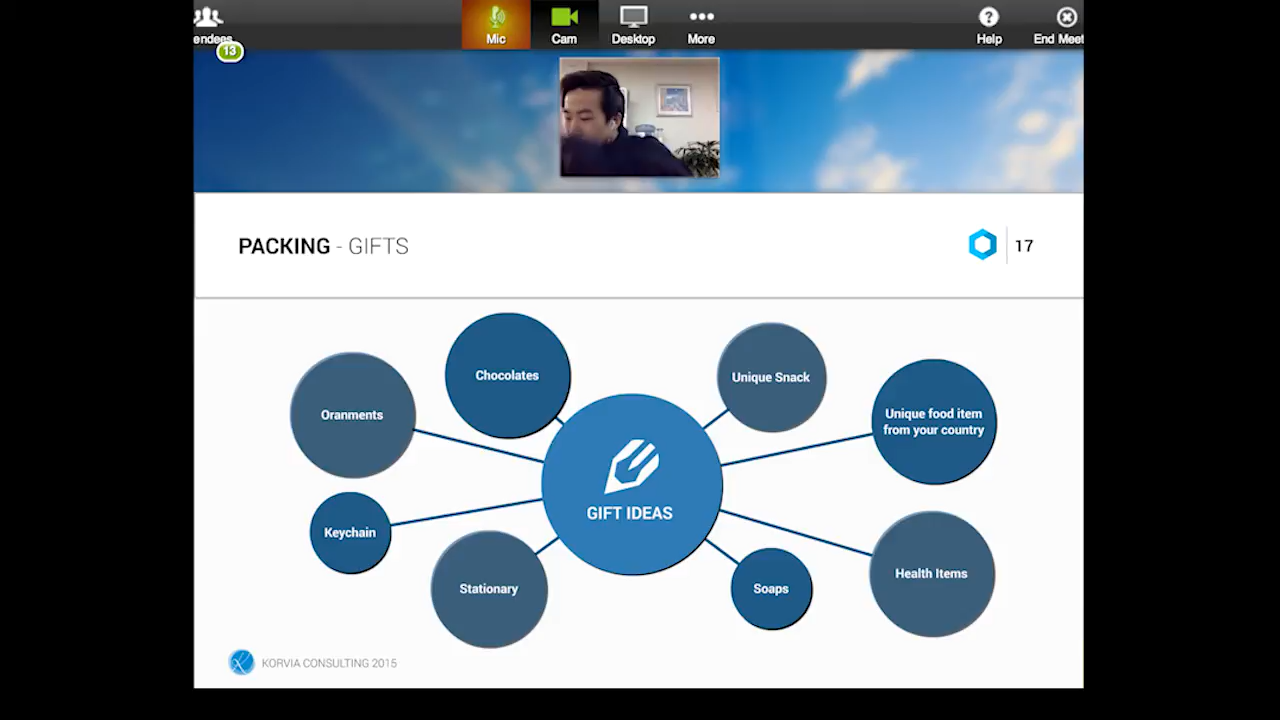 endees
13
Mic
Cam
Desktop
More
Help
End Meet
PACKING - GIFTS
17
Chocolates
Unique Snack
Oranments
Unique food item
from your country
GIFT IDEAS
Keychain
Health Items
Stationary
Soaps
KORVIA CONSULTING 2015